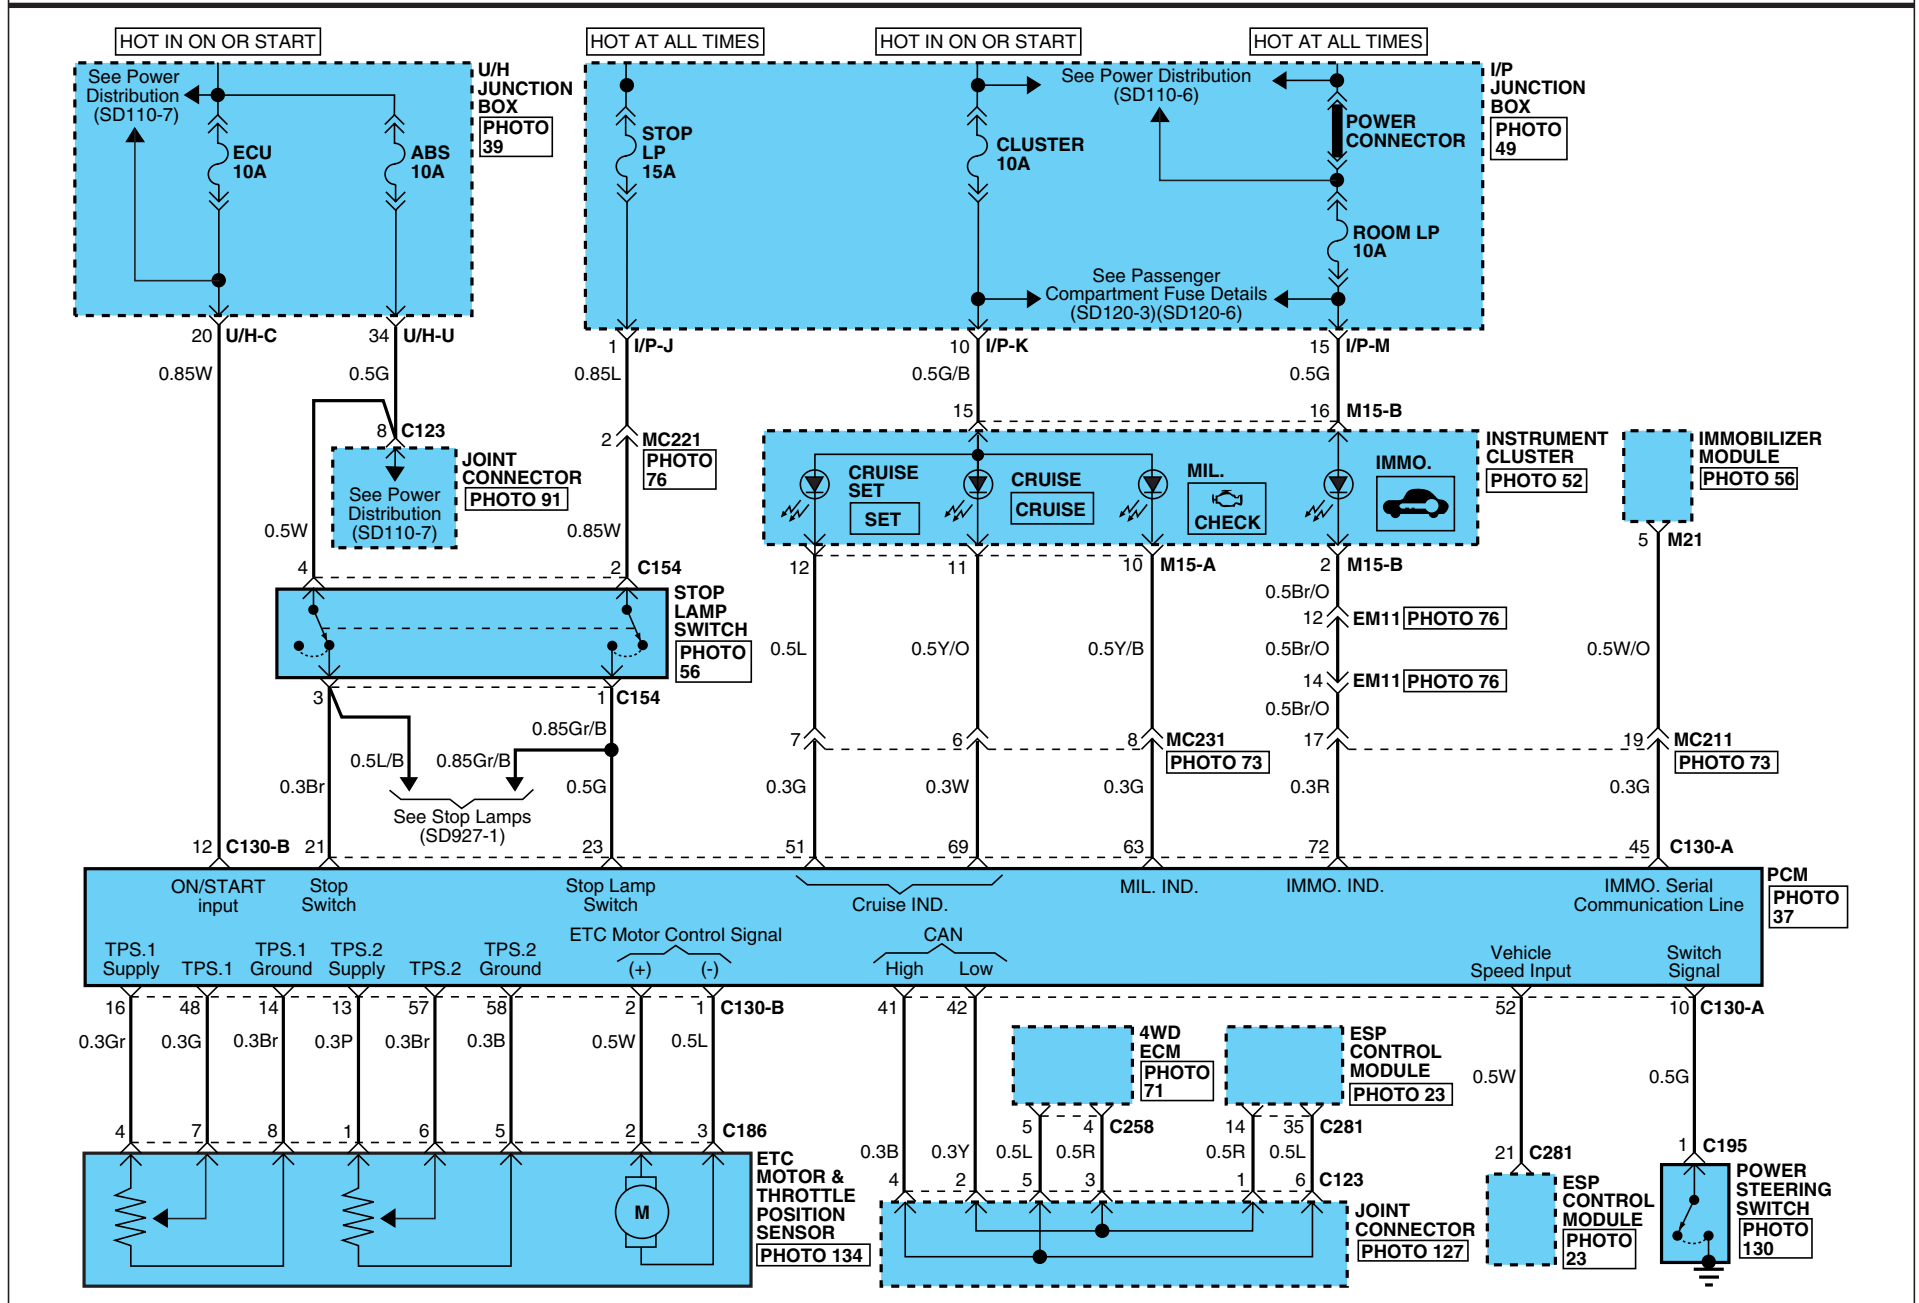 HOT IN ON OR START
HOT AT ALL TIMES
HOT IN ON OR START
HOT AT ALL TIMES
See Power
Distribution
(SD110-7)
ECU
10A
ABS
10A
U/H
JUNCTION
BOX
PHOTO
39
STOP
LP
15A
CLUSTER
10A
See Power Distribution
(SD110-6)
POWER
CONNECTOR
ROOM LP
10A
See Passenger
Compartment Fuse Details
(SD120-3)(SD120-6)
I/P
JUNCTION
BOX
PHOTO
49
20 U/H-C
34 U/H-U
1 I/P-J
10 I/P-K
15 I/P-M
0.85W
0.5G
0.85L
0.5G/B
0.5G
8 C123
JOINT
CONNECTOR
PHOTO 91
See Power
Distribution
(SD110-7)
2 MC221
PHOTO
76
15
16 M15-B
CRUISE
SET
SET
CRUISE
CRUISE
MIL.
CHECK
IMMO.
INSTRUMENT
CLUSTER
PHOTO 52
IMMOBILIZER
MODULE
PHOTO 56
0.5W
0.85W
4
2 C154
STOP
LAMP
SWITCH
PHOTO
56
12
11
10 M15-A
2 M15-B
5 M21
0.5Br/O
12 EM11 PHOTO 76
0.5L
0.5Y/O
0.5Y/B
0.5Br/O
0.5W/O
14 EM11 PHOTO 76
0.5Br/O
3
1 C154
0.85Gr/B
0.5L/B
0.85Gr/B
7
6
8 MC231
PHOTO 73
17
19 MC211
PHOTO 73
0.3Br
0.5G
0.3G
0.3W
0.3G
0.3R
0.3G
See Stop Lamps
(SD927-1)
12 C130-B
21
23
51
69
63
72
45 C130-A
ON/START
input
Stop
Switch
Stop Lamp
Switch
Cruise IND.
MIL. IND.
IMMO. IND.
IMMO. Serial
Communication Line
PCM
PHOTO
37
TPS.1
Supply
TPS.1
TPS.1
Ground
TPS.2
Supply
TPS.2
TPS.2
Ground
ETC Motor Control Signal
(+)
(-)
CAN
High
Low
Vehicle
Speed Input
Switch
Signal
16
48
14
13
57
58
2
1 C130-B
41
42
52
10 C130-A
0.3Gr
0.3G
0.3Br
0.3P
0.3Br
0.3B
0.5W
0.5L
4WD
ECM
PHOTO
71
ESP
CONTROL
MODULE
PHOTO 23
0.5W
0.5G
4
7
8
1
6
5
2
3 C186
5
4 C258
14
35 C281
0.3B
0.3Y
0.5L
0.5R
0.5R
0.5L
4
2
5
3
1
6 C123
21 C281
1 C195
ETC
MOTOR &
THROTTLE
POSITION
SENSOR
PHOTO 134
M
JOINT
CONNECTOR
PHOTO 127
ESP
CONTROL
MODULE
PHOTO
23
POWER
STEERING
SWITCH
PHOTO
130